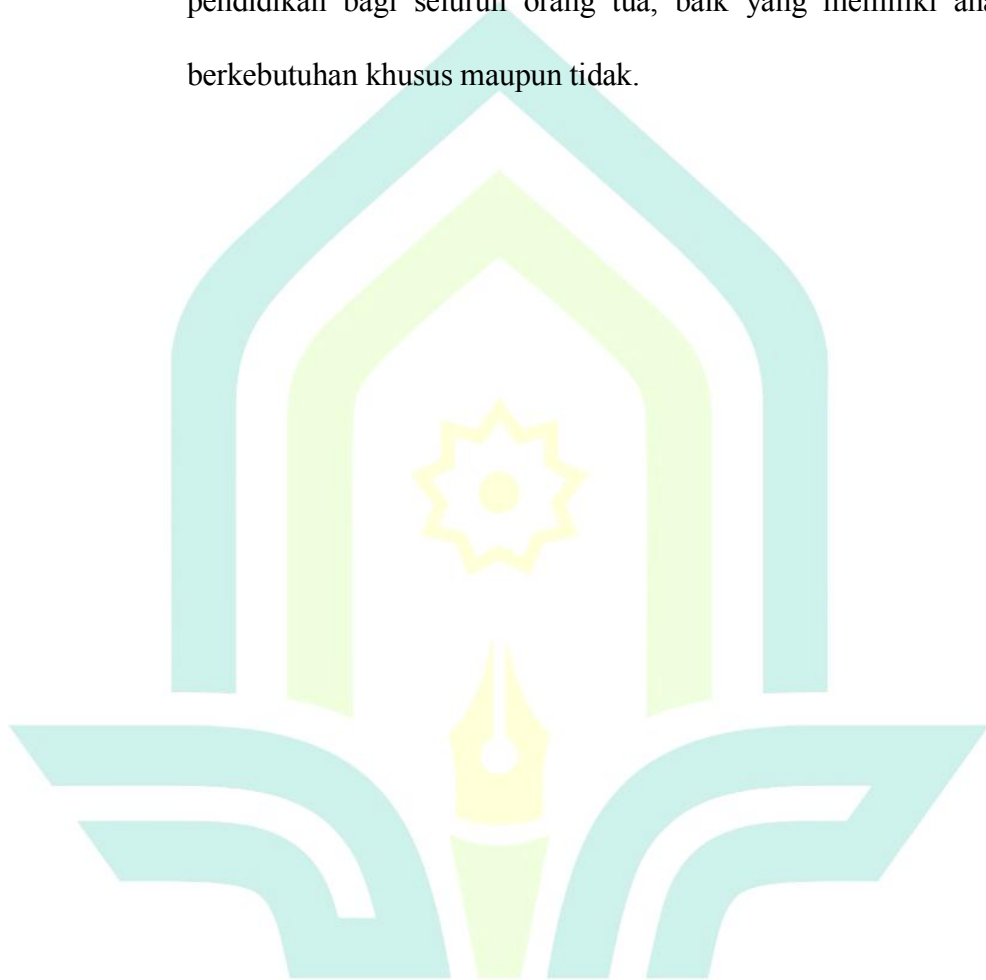 pendidikan bagi seluruh orang tua, baik yang memiliki
berkebutuhan khusus maupun tidak.